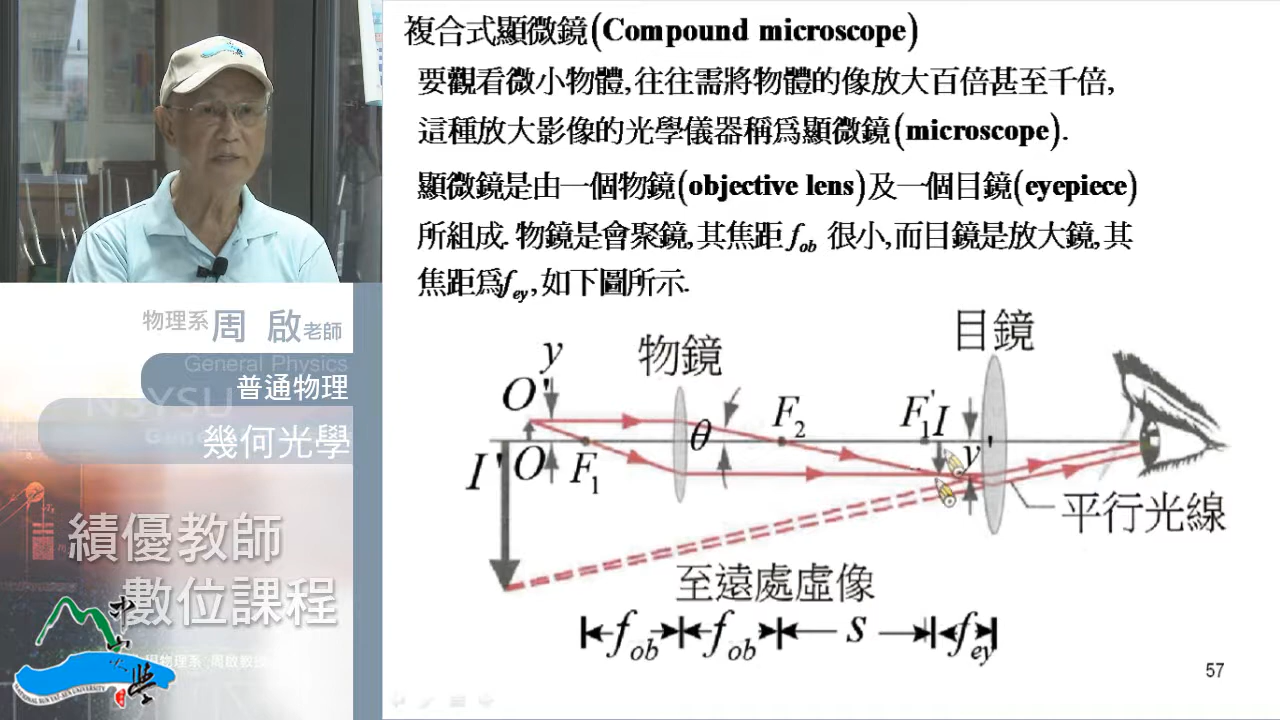 複合式顯微鏡(Compound microscope)
要觀看微小物體,往往需將物體的像放大百倍甚至千倍,
這種放大影像的光學儀器稱爲顯微鏡(microscope).
顯微鏡是由一個物鏡(objective lens)及一個目鏡(eyepiece)
所組成.物鏡是會聚鏡,其焦距 fob 很小,而目鏡是放大鏡,其
焦距爲fey,如下圖所示.
y
物鏡
目鏡
O'
θ
F2
F1'
I
I'
O
F1
y'
平行光線
至遠處虛像
fob
fob
s
fey
57
物理系周 啟老師
General Physics
普通物理
NSYSU
幾何光學
績優教師
數位課程